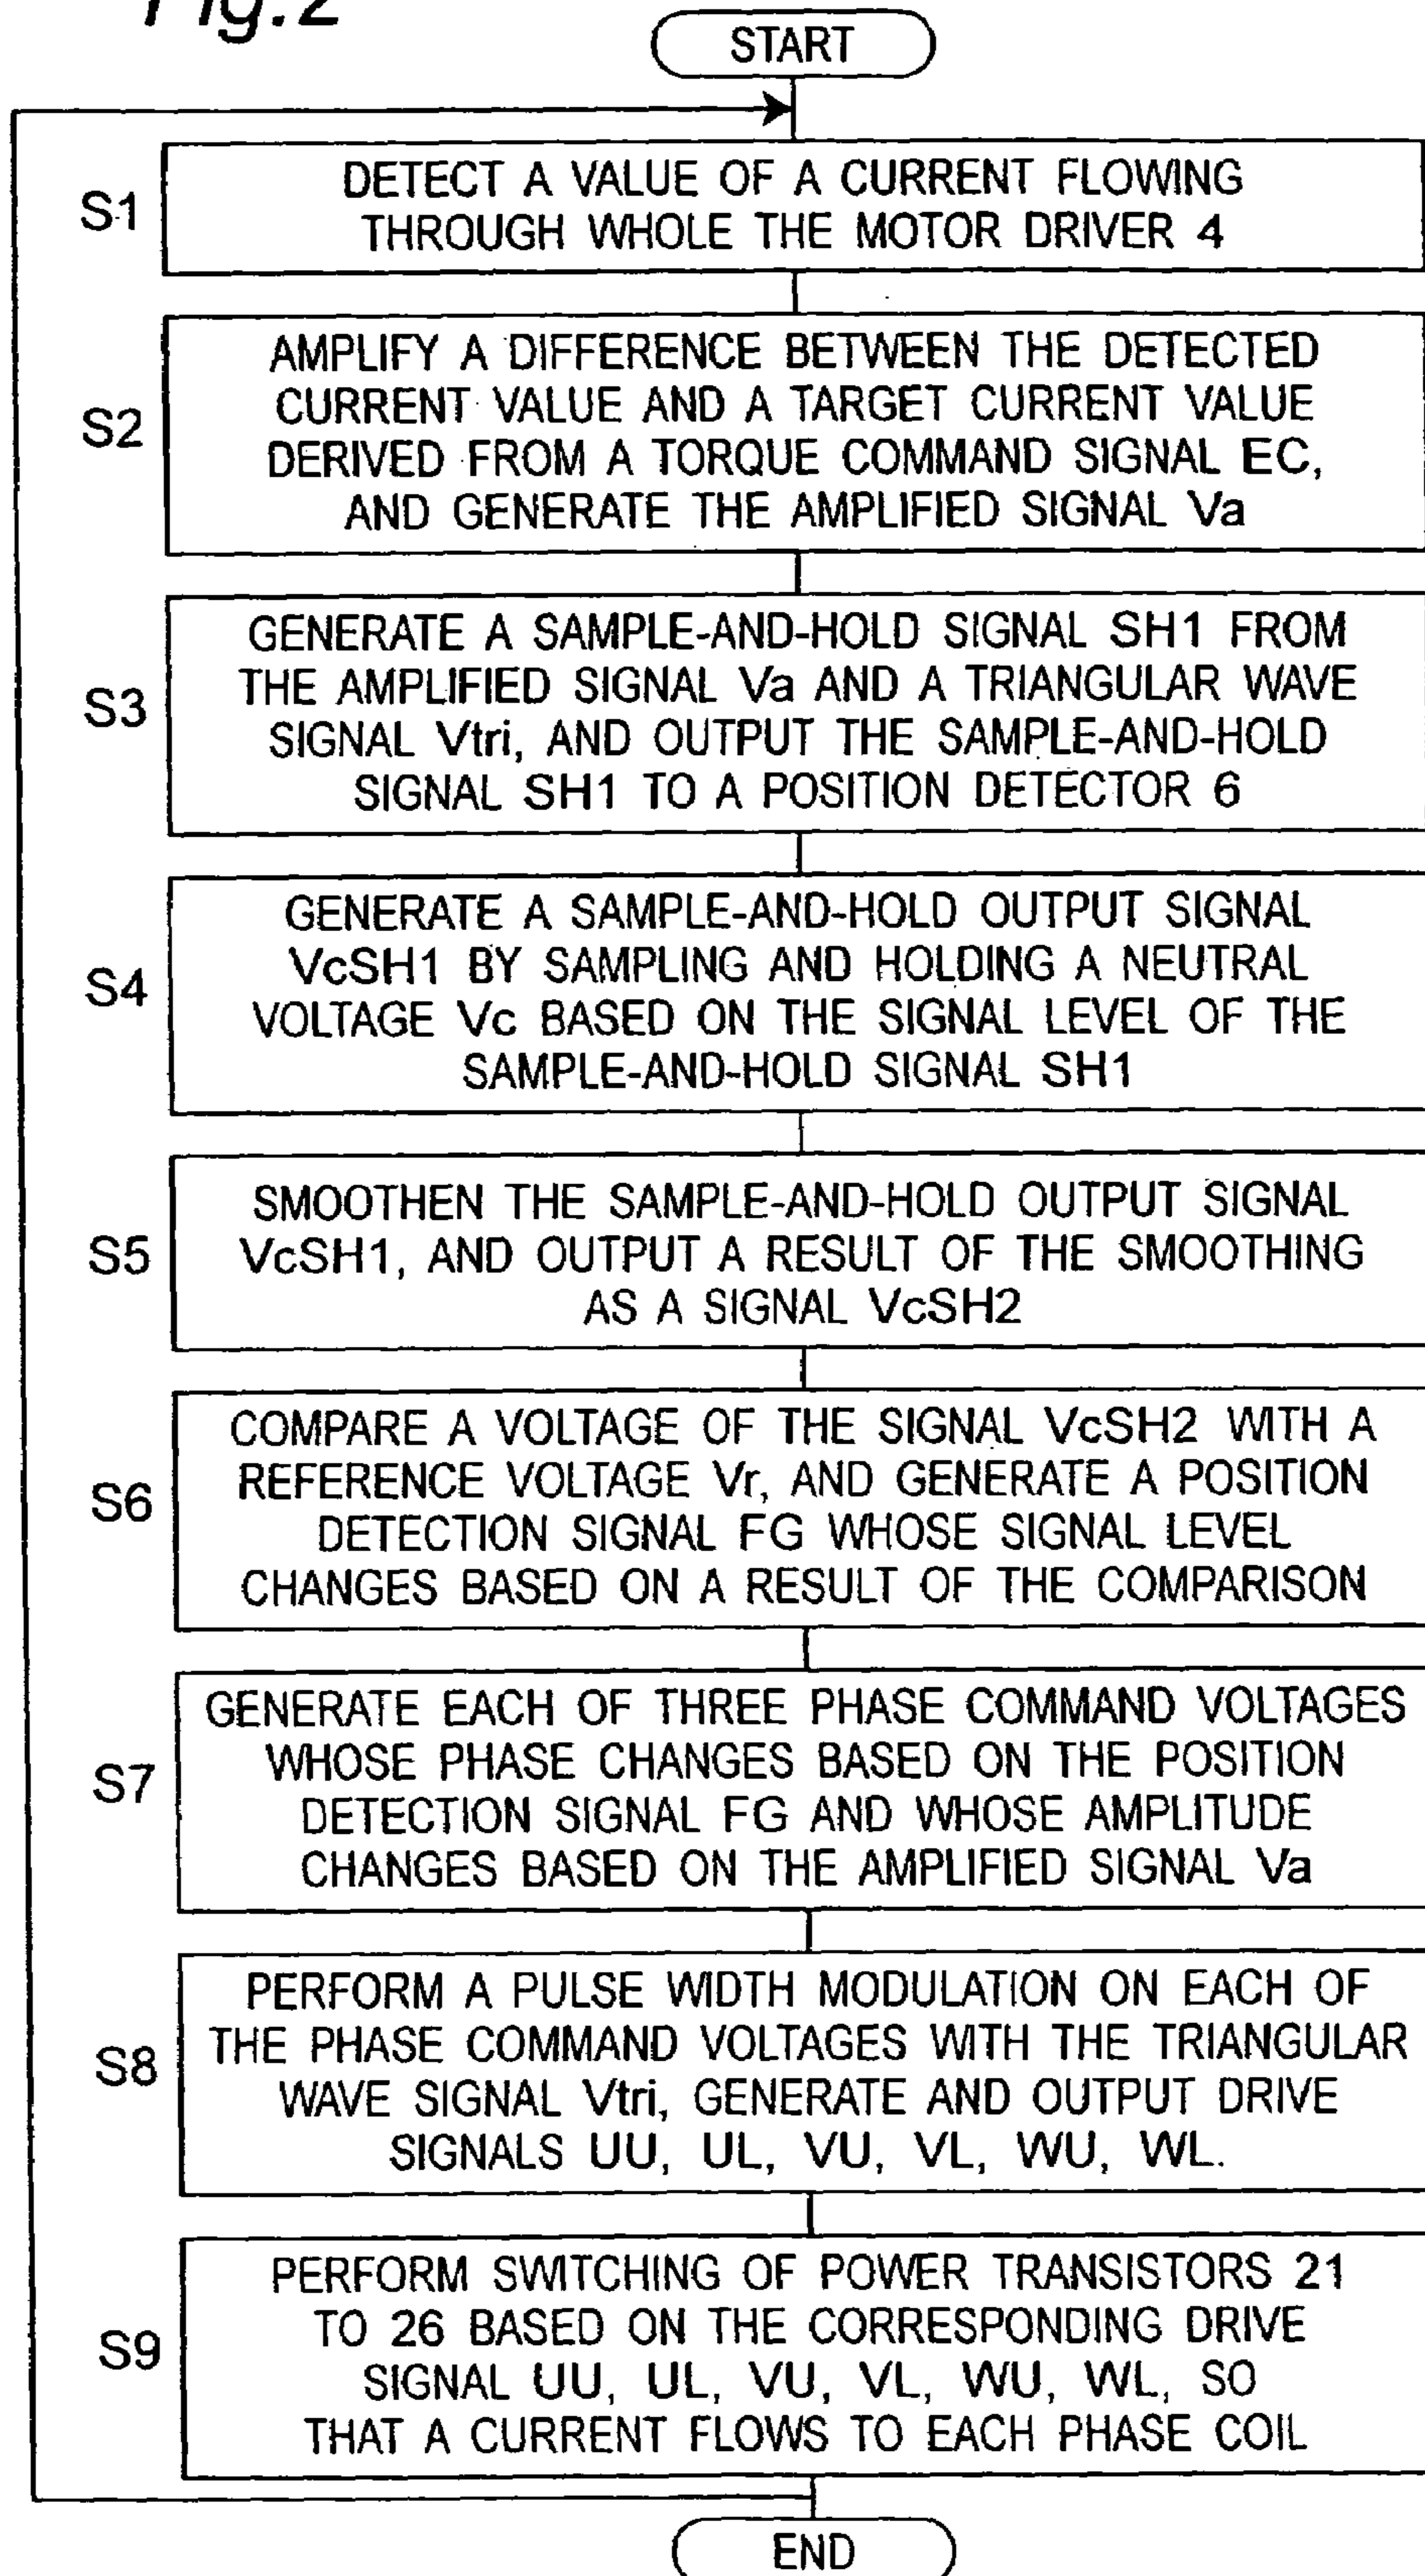 Fig.2
START
S1
DETECT A VALUE OF A CURRENT FLOWING
THROUGH WHOLE THE MOTOR DRIVER 4
S2
AMPLIFY A DIFFERENCE BETWEEN THE DETECTED
CURRENT VALUE AND A TARGET CURRENT VALUE
DERIVED FROM A TORQUE COMMAND SIGNAL EC,
AND GENERATE THE AMPLIFIED SIGNAL Va
S3
GENERATE A SAMPLE-AND-HOLD SIGNAL SH1 FROM
THE AMPLIFIED SIGNAL Va AND A TRIANGULAR WAVE
SIGNAL Vtri, AND OUTPUT THE SAMPLE-AND-HOLD
SIGNAL SH1 TO A POSITION DETECTOR 6
S4
GENERATE A SAMPLE-AND-HOLD OUTPUT SIGNAL
VcSH1 BY SAMPLING AND HOLDING A NEUTRAL
VOLTAGE Vc BASED ON THE SIGNAL LEVEL OF THE
SAMPLE-AND-HOLD SIGNAL SH1
S5
SMOOTHEN THE SAMPLE-AND-HOLD OUTPUT SIGNAL
VcSH1, AND OUTPUT A RESULT OF THE SMOOTHING
AS A SIGNAL VcSH2
S6
COMPARE A VOLTAGE OF THE SIGNAL VcSH2 WITH A
REFERENCE VOLTAGE Vr, AND GENERATE A POSITION
DETECTION SIGNAL FG WHOSE SIGNAL LEVEL
CHANGES BASED ON A RESULT OF THE COMPARISON
S7
GENERATE EACH OF THREE PHASE COMMAND VOLTAGES
WHOSE PHASE CHANGES BASED ON THE POSITION
DETECTION SIGNAL FG AND WHOSE AMPLITUDE
CHANGES BASED ON THE AMPLIFIED SIGNAL Va
S8
PERFORM A PULSE WIDTH MODULATION ON EACH OF
THE PHASE COMMAND VOLTAGES WITH THE TRIANGULAR
WAVE SIGNAL Vtri, GENERATE AND OUTPUT DRIVE
SIGNALS UU, UL, VU, VL, WU, WL.
S9
PERFORM SWITCHING OF POWER TRANSISTORS 21
TO 26 BASED ON THE CORRESPONDING DRIVE
SIGNAL UU, UL, VU, VL, WU, WL, SO
THAT A CURRENT FLOWS TO EACH PHASE COIL
END